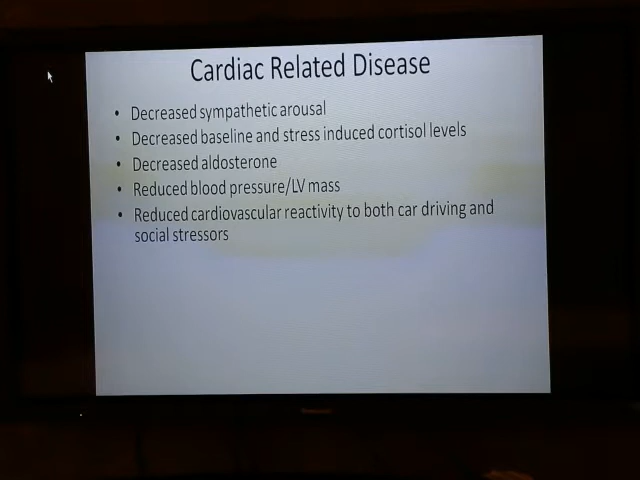 Cardiac Related Disease
• Decreased sympathetic arousal
• Decreased baseline and stress induced cortisol levels
• Decreased aldosterone
• Reduced blood pressure/LV mass
• Reduced cardiovascular reactivity to both car driving and
social stressors